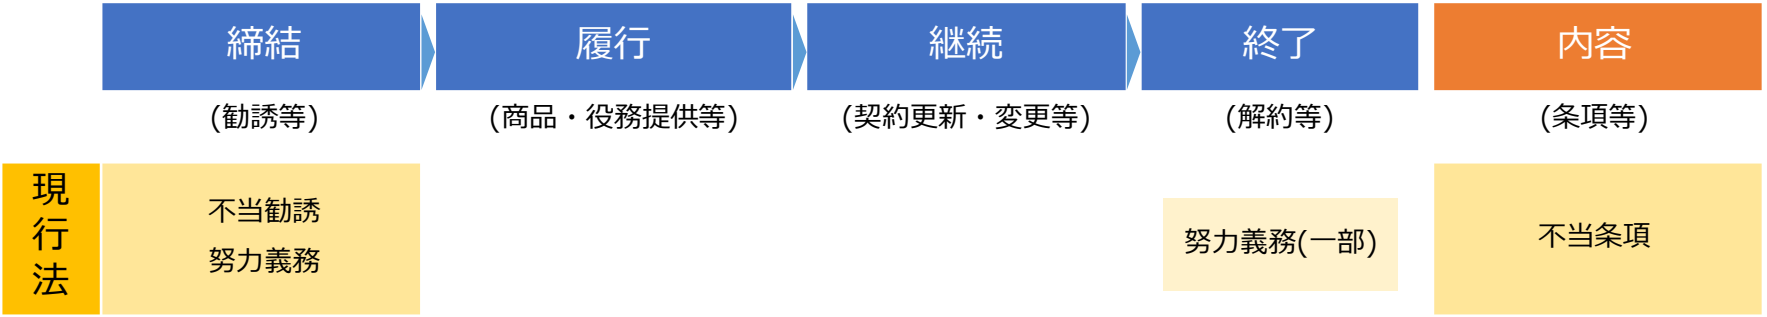 締結
履行
継続
終了
内容
(勧誘等)
(商品・役務提供等)
(契約更新・変更等)
(解約等)
(条項等)
現行法
不当勧誘
努力義務
努力義務(一部)
不当条項